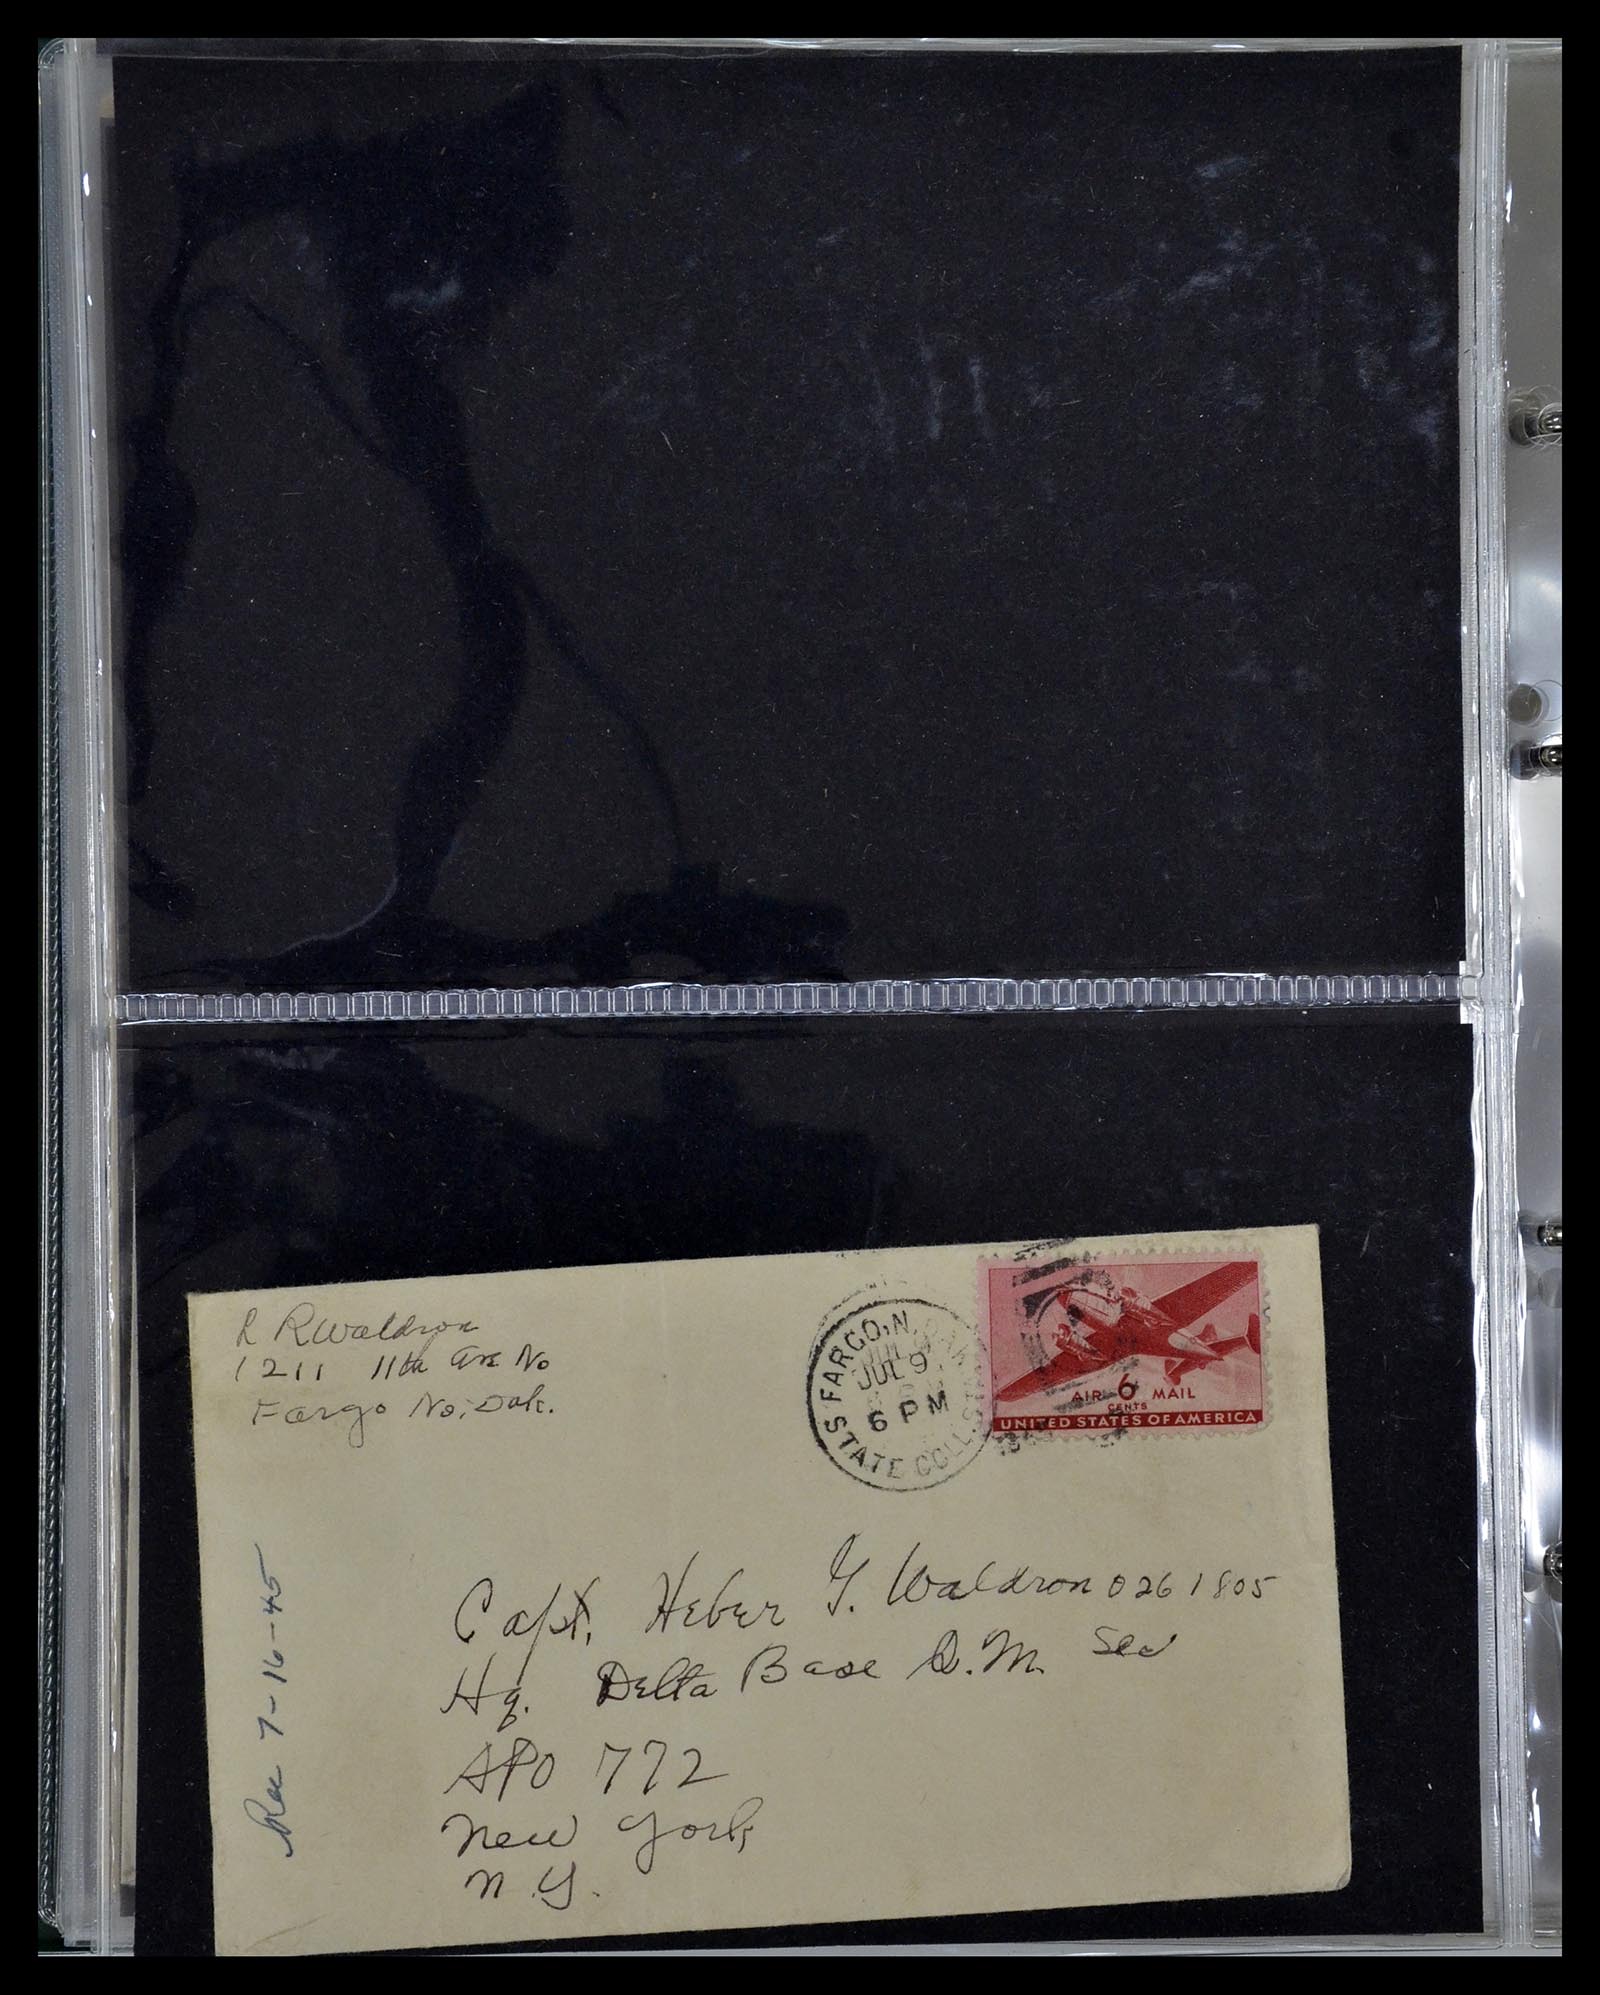 R RWaldron
1211 11th Ave No
Fargo No. Dak.
FARGO, N. DAK.
JUL 9
6 PM
STATE COLL. STA.
AIR 6 MAIL
CENTS
UNITED STATES OF AMERICA
Capt. Heber G. Waldron 0261805
Hq. Delta Base Q.M. Sec
APO 772
New York
N.Y.
Rec 7-16-45